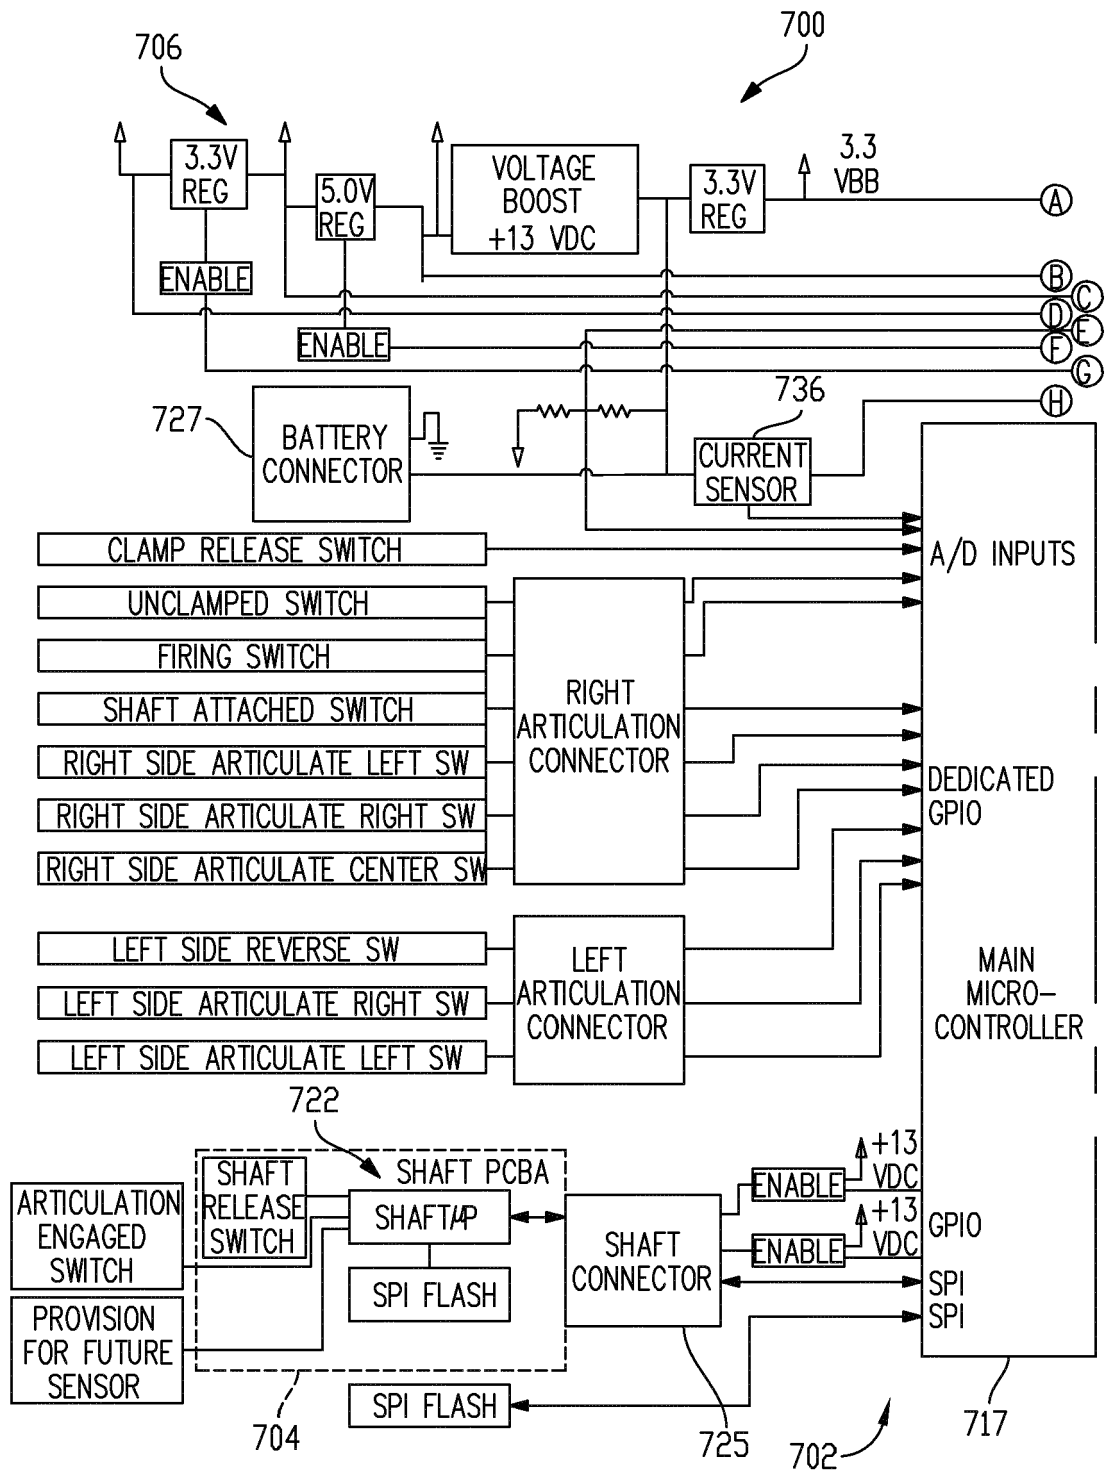 700
706
3.3V
REG
5.0V
REG
VOLTAGE
BOOST
+13 VDC
3.3V
REG
3.3
VBB
A
ENABLE
B
C
D
E
ENABLE
F
G
H
727
BATTERY
CONNECTOR
736
CURRENT
SENSOR
CLAMP RELEASE SWITCH
A/D INPUTS
UNCLAMPED SWITCH
FIRING SWITCH
SHAFT ATTACHED SWITCH
RIGHT SIDE ARTICULATE LEFT SW
RIGHT SIDE ARTICULATE RIGHT SW
RIGHT SIDE ARTICULATE CENTER SW
RIGHT
ARTICULATION
CONNECTOR
DEDICATED
GPIO
LEFT SIDE REVERSE SW
LEFT SIDE ARTICULATE RIGHT SW
LEFT SIDE ARTICULATE LEFT SW
LEFT
ARTICULATION
CONNECTOR
MAIN
MICRO-
CONTROLLER
722
SHAFT PCBA
SHAFT
RELEASE
SWITCH
SHAFT μP
ARTICULATION
ENGAGED
SWITCH
SPI FLASH
PROVISION
FOR FUTURE
SENSOR
SHAFT
CONNECTOR
ENABLE
+13
VDC
ENABLE
+13
VDC
GPIO
SPI
SPI
SPI FLASH
704
725
702
717